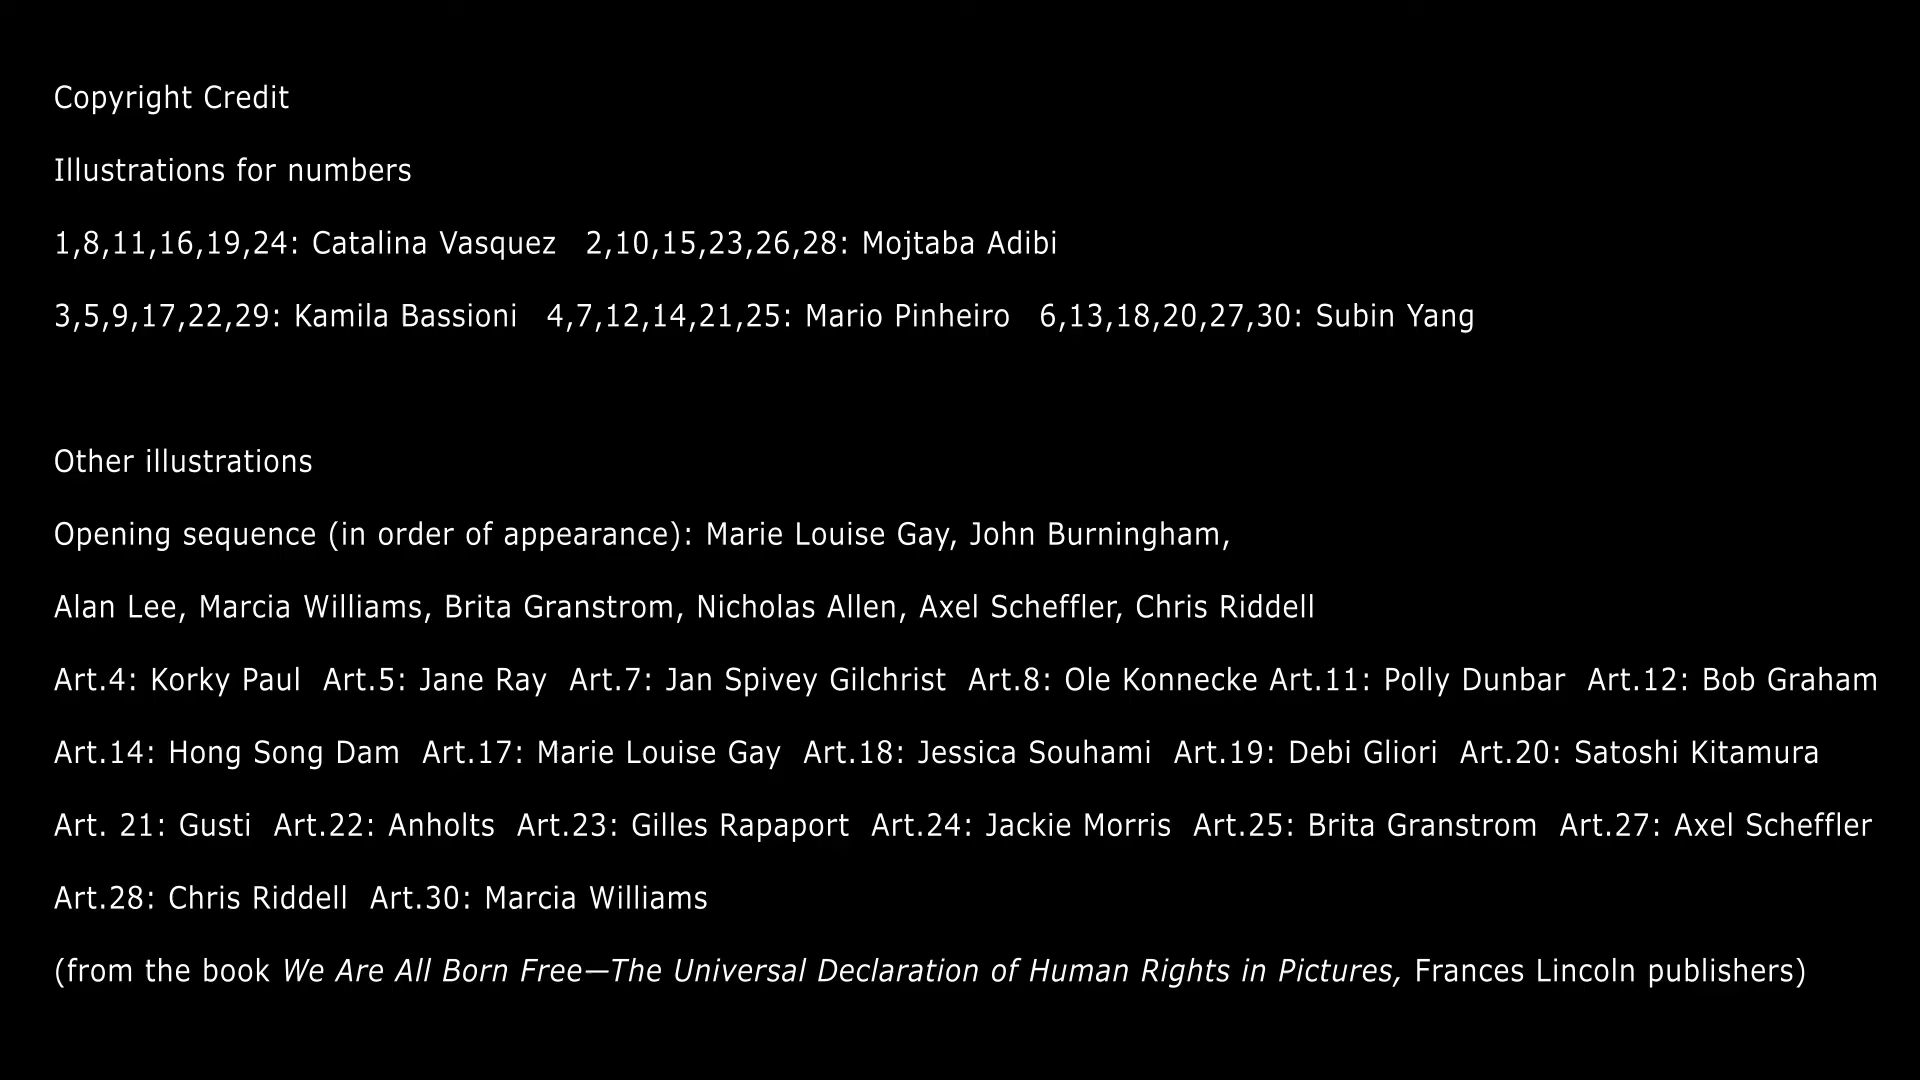 Copyright Credit
Illustrations for numbers
1,8,11,16,19,24: Catalina Vasquez   2,10,15,23,26,28: Mojtaba Adibi
3,5,9,17,22,29: Kamila Bassioni   4,7,12,14,21,25: Mario Pinheiro   6,13,18,20,27,30: Subin Yang
Other illustrations
Opening sequence (in order of appearance): Marie Louise Gay, John Burningham,
Alan Lee, Marcia Williams, Brita Granstrom, Nicholas Allen, Axel Scheffler, Chris Riddell
Art.4: Korky Paul  Art.5: Jane Ray  Art.7: Jan Spivey Gilchrist  Art.8: Ole Konnecke Art.11: Polly Dunbar  Art.12: Bob Graham
Art.14: Hong Song Dam  Art.17: Marie Louise Gay  Art.18: Jessica Souhami  Art.19: Debi Gliori  Art.20: Satoshi Kitamura
Art. 21: Gusti  Art.22: Anholts  Art.23: Gilles Rapaport  Art.24: Jackie Morris  Art.25: Brita Granstrom  Art.27: Axel Scheffler
Art.28: Chris Riddell  Art.30: Marcia Williams
(from the book We Are All Born Free—The Universal Declaration of Human Rights in Pictures, Frances Lincoln publishers)